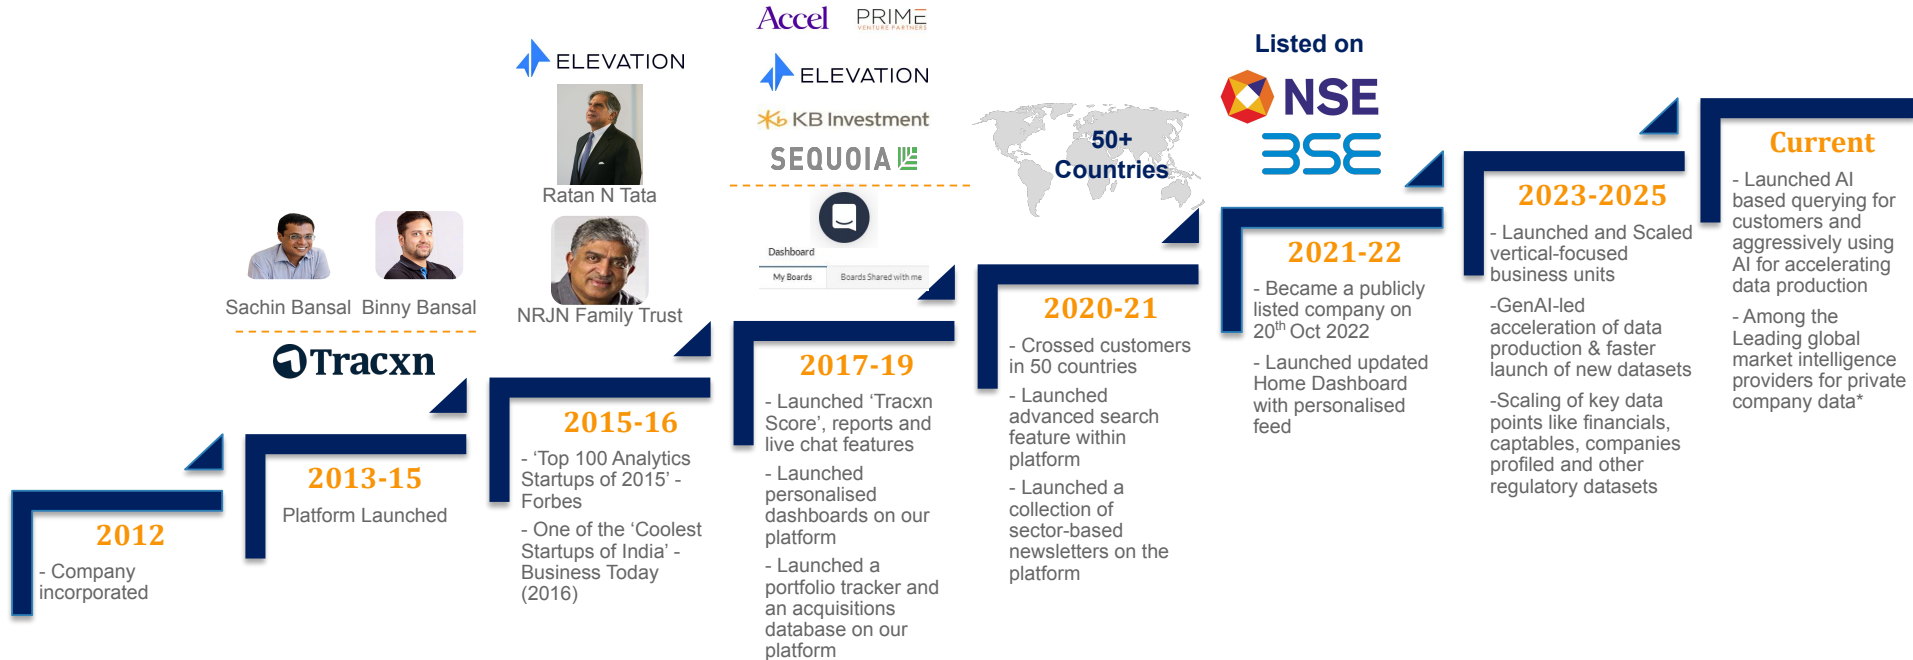 2012
- Company
incorporated
Sachin Bansal
Binny Bansal
Tracxn
2013-15
Platform Launched
ELEVATION
Ratan N Tata
NRJN Family Trust
2015-16
- ‘Top 100 Analytics
Startups of 2015’ -
Forbes
- One of the ‘Coolest
Startups of India’ -
Business Today
(2016)
Accel
PRIME
VENTURE PARTNERS
ELEVATION
KB Investment
SEQUOIA
Dashboard
My Boards
Boards Shared with me
2017-19
- Launched ‘Tracxn
Score’, reports and
live chat features
- Launched
personalised
dashboards on our
platform
- Launched a
portfolio tracker and
an acquisitions
database on our
platform
50+
Countries
2020-21
- Crossed customers
in 50 countries
- Launched
advanced search
feature within
platform
- Launched a
collection of
sector-based
newsletters on the
platform
Listed on
NSE
BSE
2021-22
- Became a publicly
listed company on
20th Oct 2022
- Launched updated
Home Dashboard
with personalised
feed
2023-2025
- Launched and Scaled
vertical-focused
business units
-GenAI-led
acceleration of data
production & faster
launch of new datasets
-Scaling of key data
points like financials,
captables, companies
profiled and other
regulatory datasets
Current
- Launched AI
based querying for
customers and
aggressively using
AI for accelerating
data production
- Among the
Leading global
market intelligence
providers for private
company data*